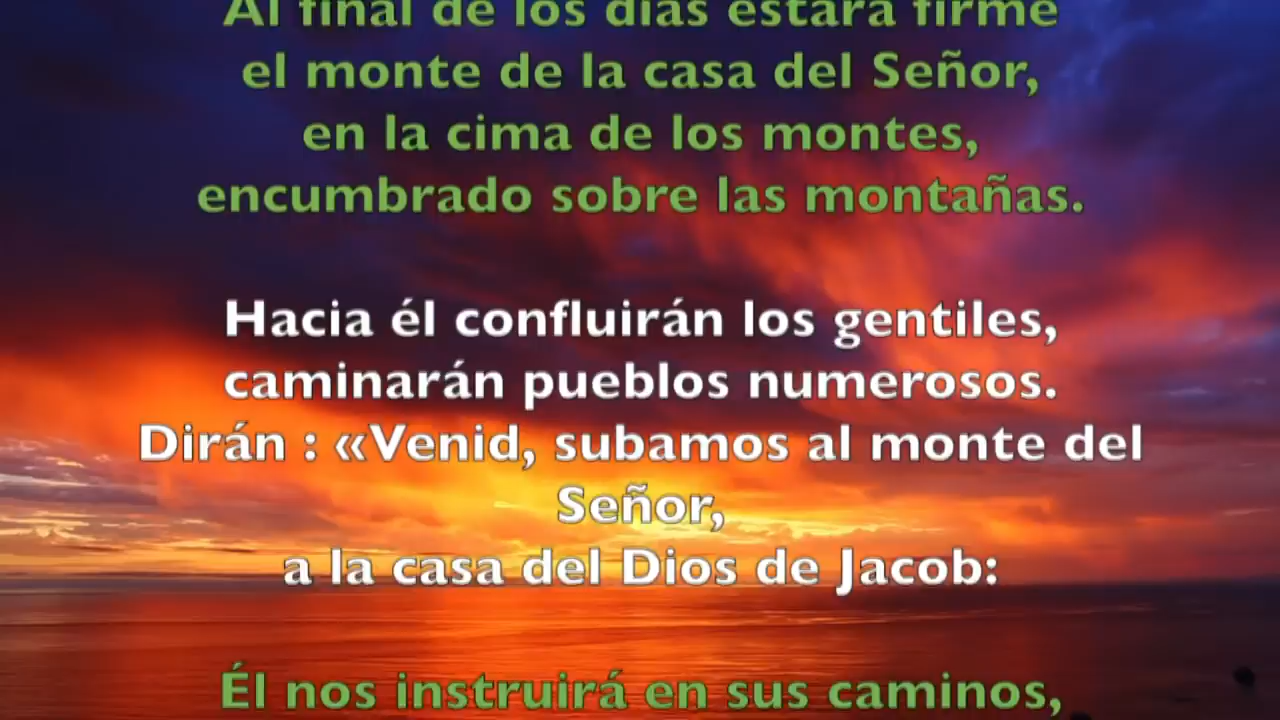 Al final de los días estará firme
el monte de la casa del Señor,
en la cima de los montes,
encumbrado sobre las montañas.
Hacia él confluirán los gentiles,
caminarán pueblos numerosos.
Dirán : «Venid, subamos al monte del
Señor,
a la casa del Dios de Jacob:
Él nos instruirá en sus caminos,